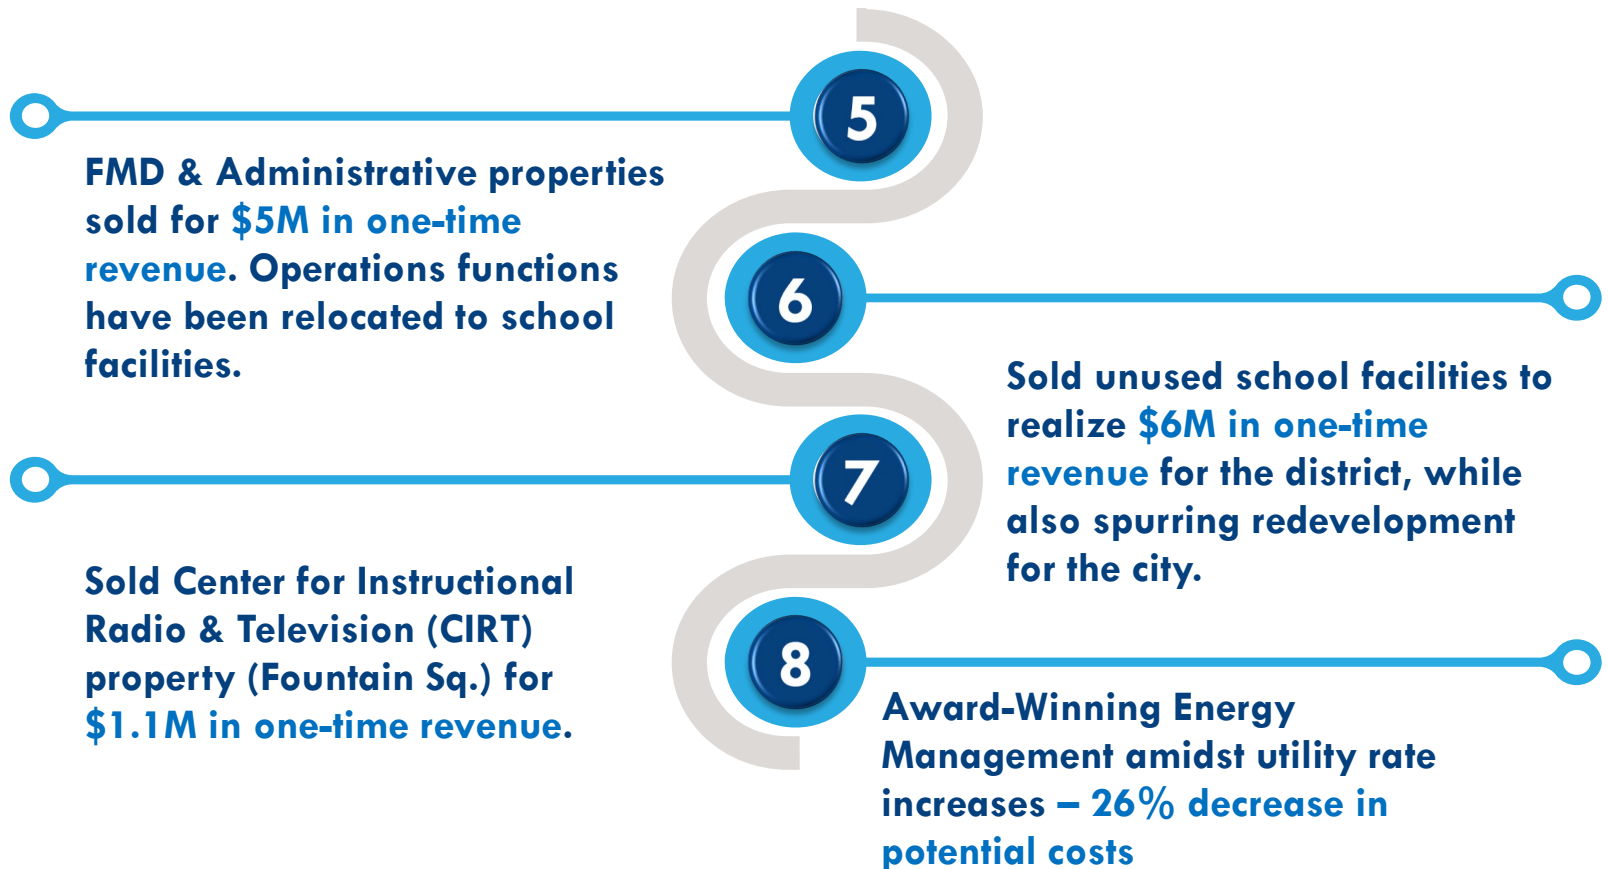 5
FMD & Administrative properties
sold for $5M in one-time
revenue. Operations functions
have been relocated to school
facilities.
6
Sold unused school facilities to
realize $6M in one-time
revenue for the district, while
also spurring redevelopment
for the city.
7
Sold Center for Instructional
Radio & Television (CIRT)
property (Fountain Sq.) for
$1.1M in one-time revenue.
8
Award-Winning Energy
Management amidst utility rate
increases – 26% decrease in
potential costs